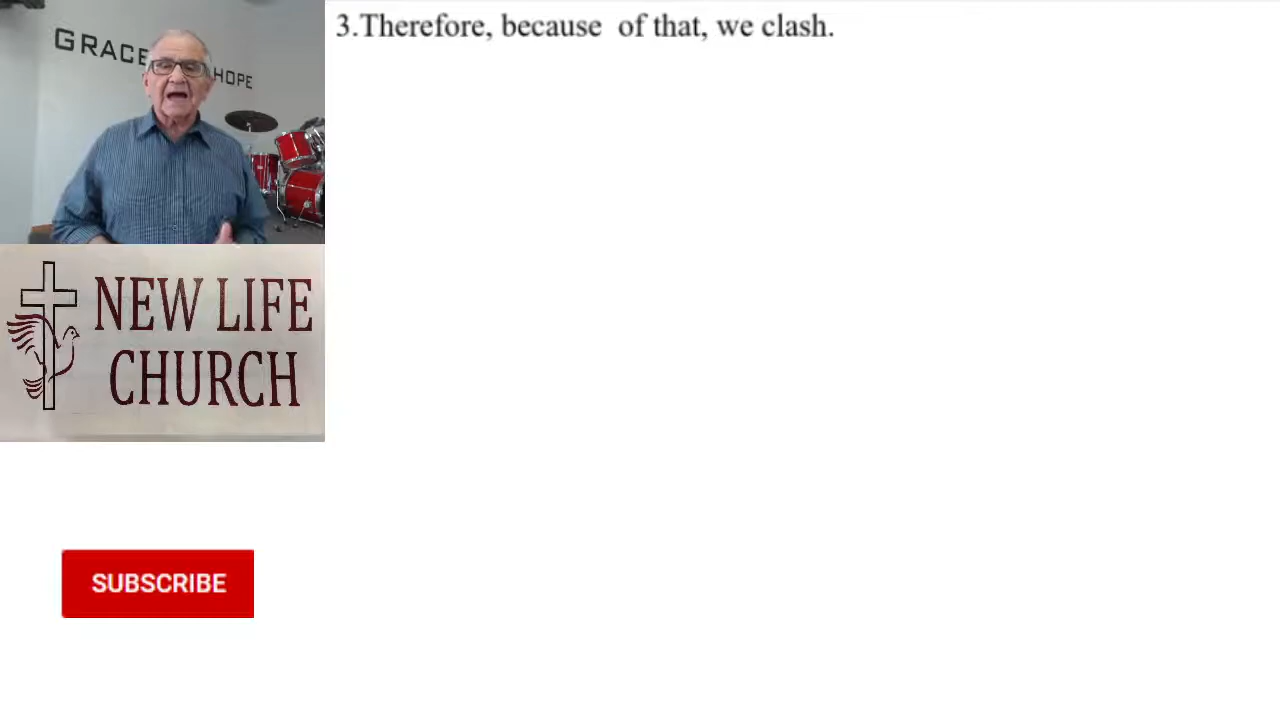 GRACE HOPE
3.Therefore, because of that, we clash.
NEW LIFE
CHURCH
SUBSCRIBE